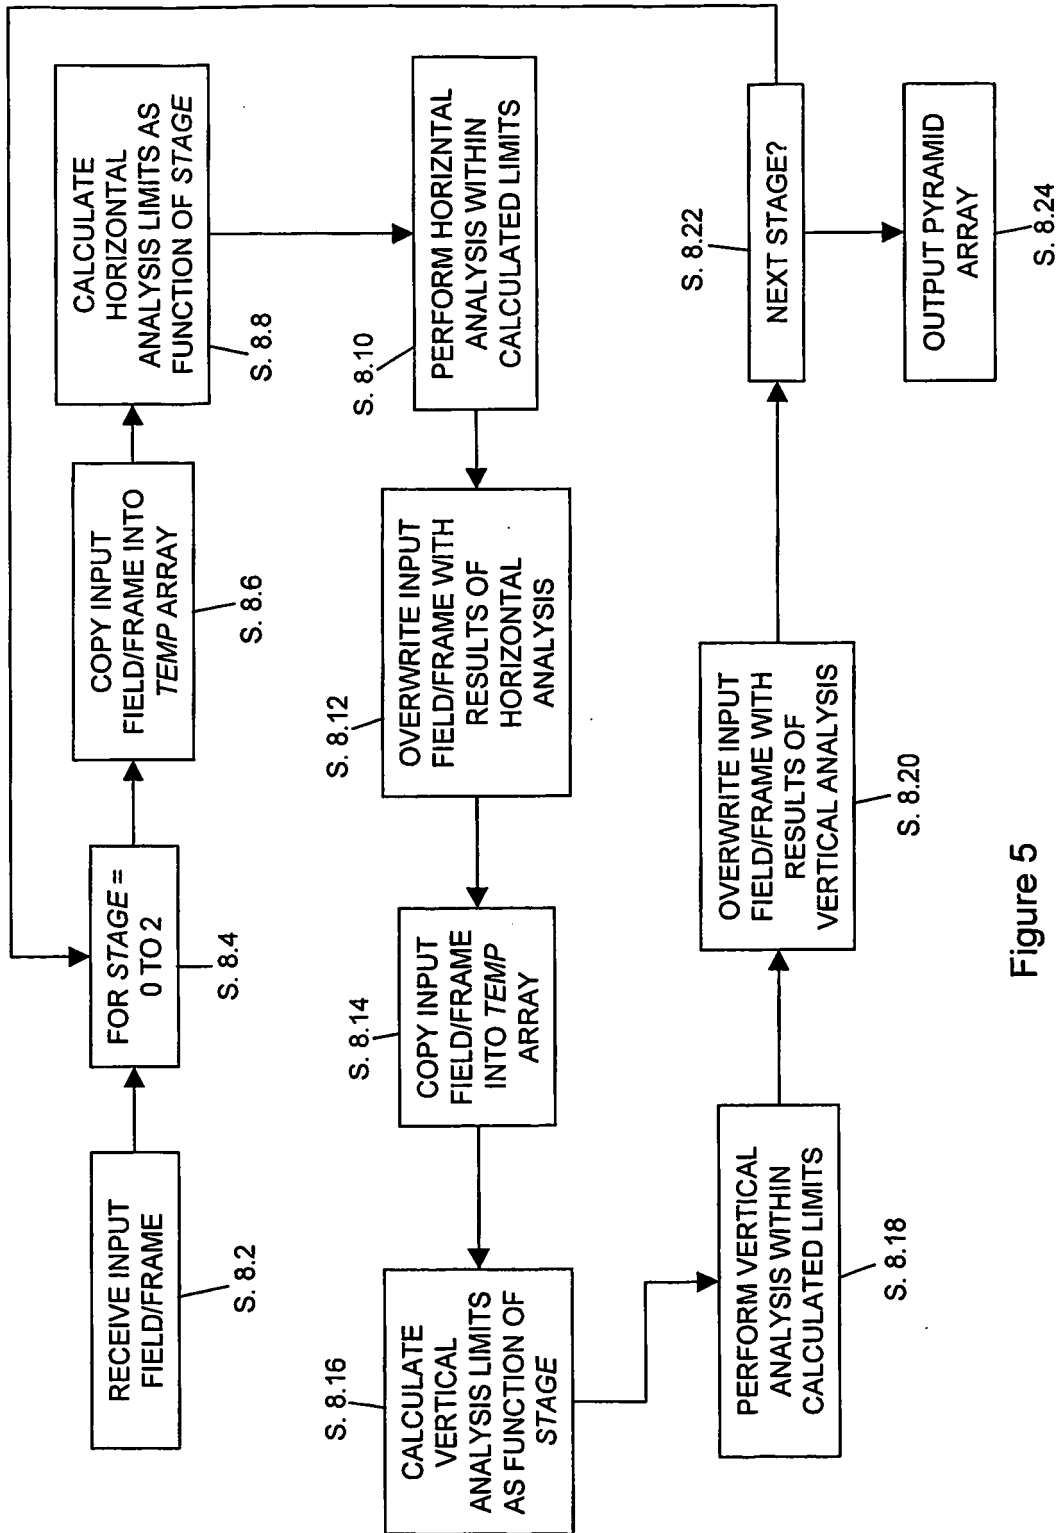 RECEIVE INPUT
FIELD/FRAME
S. 8.2
FOR STAGE =
0 TO 2
S. 8.4
COPY INPUT
FIELD/FRAME INTO
TEMP ARRAY
S. 8.6
CALCULATE
HORIZONTAL
ANALYSIS LIMITS AS
FUNCTION OF STAGE
S. 8.8
S. 8.10
PERFORM HORIZNTAL
ANALYSIS WITHIN
CALCULATED LIMITS
S. 8.12
OVERWRITE INPUT
FIELD/FRAME WITH
RESULTS OF
HORIZONTAL
ANALYSIS
S. 8.14
COPY INPUT
FIELD/FRAME
INTO TEMP
ARRAY
S. 8.16
CALCULATE
VERTICAL
ANALYSIS LIMITS
AS FUNCTION OF
STAGE
PERFORM VERTICAL
ANALYSIS WITHIN
CALCULATED LIMITS
S. 8.18
OVERWRITE INPUT
FIELD/FRAME WITH
RESULTS OF
VERTICAL ANALYSIS
S. 8.20
S. 8.22
NEXT STAGE?
OUTPUT PYRAMID
ARRAY
S. 8.24
Figure 5